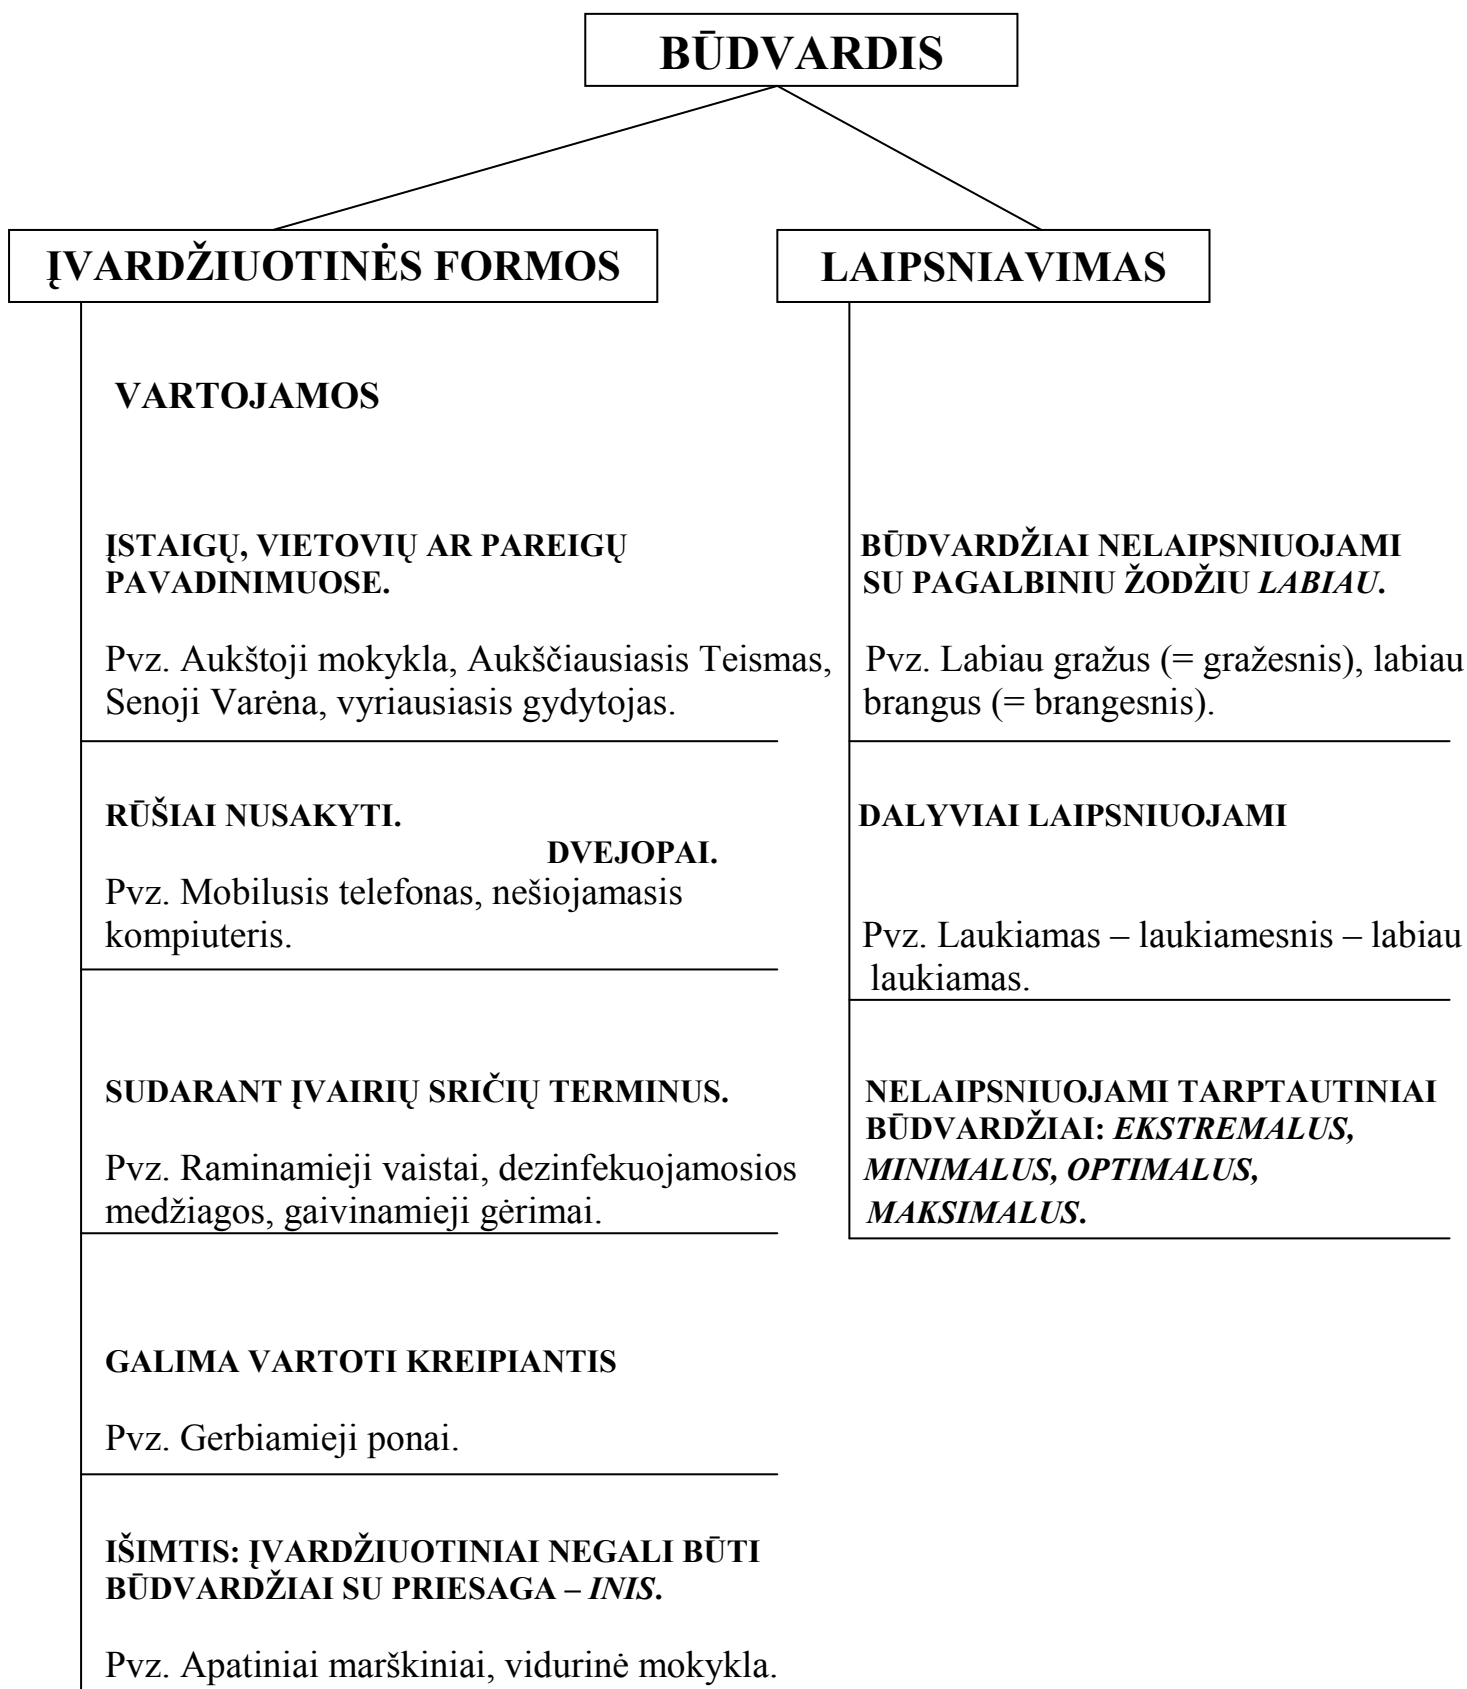 BŪDVARDIS
ĮVARDŽIUOTINĖS FORMOS
VARTOJAMOS
ĮSTAIGŲ, VIETOVIŲ AR PAREIGŲ
PAVADINIMUOSE.
Pvz. Aukštoji mokykla, Aukščiausiasis Teismas,
Senoji Varėna, vyriausiasis gydytojas.
RŪŠIAI NUSAKYTI.
Pvz. Mobilusis telefonas, nešiojamasis
kompiuteris.
SUDARANT ĮVAIRIŲ SRIČIŲ TERMINUS.
Pvz. Raminamieji vaistai, dezinfekuojamosios
medžiagos, gaivinamieji gėrimai.
GALIMA VARTOTI KREIPIANTIS
Pvz. Gerbiamieji ponai.
IŠIMTIS: ĮVARDŽIUOTINIAI NEGALI BŪTI
BŪDVARDŽIAI SU PRIESAGA – INIS.
Pvz. Apatiniai marškiniai, vidurinė mokykla.
LAIPSNIAVIMAS
BŪDVARDŽIAI NELAIPSNIUOJAMI
SU PAGALBINIU ŽODŽIU LABIAU.
Pvz. Labiau gražus (= gražesnis), labiau
brangus (= brangesnis).
DALYVIAI LAIPSNIUOJAMI
DVEJOPAI.
Pvz. Laukiamas – laukiamesnis – labiau
laukiamas.
NELAIPSNIUOJAMI TARPTAUTINIAI
BŪDVARDŽIAI: EKSTREMALUS,
MINIMALUS, OPTIMALUS,
MAKSIMALUS.